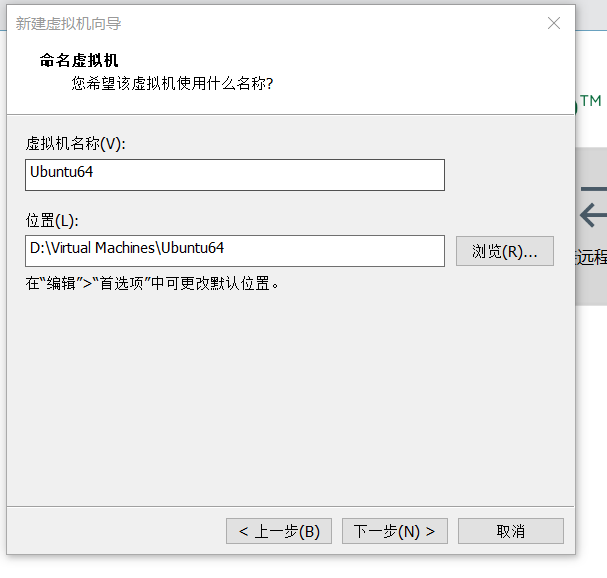 新建虚拟机向导
命名虚拟机
您希望该虚拟机使用什么名称?
TM
虚拟机名称(V):
Ubuntu64
位置(L):
D:\Virtual Machines\Ubuntu64
浏览(R)...
远程
在“编辑”>“首选项”中可更改默认位置。
< 上一步(B)
下一步(N) >
取消